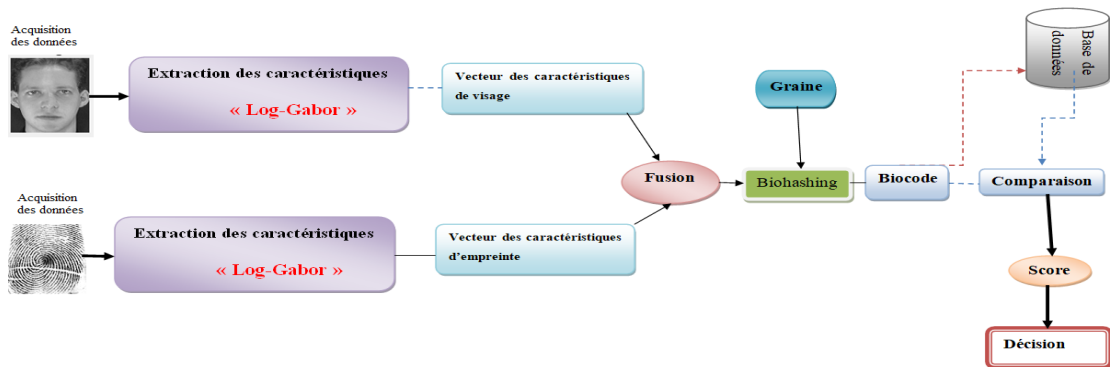 Acquisition
des données
Extraction des caractéristiques
« Log-Gabor »
Vecteur des caractéristiques
de visage
Graine
Base de
données
Fusion
Biohashing
Biocode
Comparaison
Acquisition
des données
Extraction des caractéristiques
« Log-Gabor »
Vecteur des caractéristiques
d'empreinte
Score
Décision